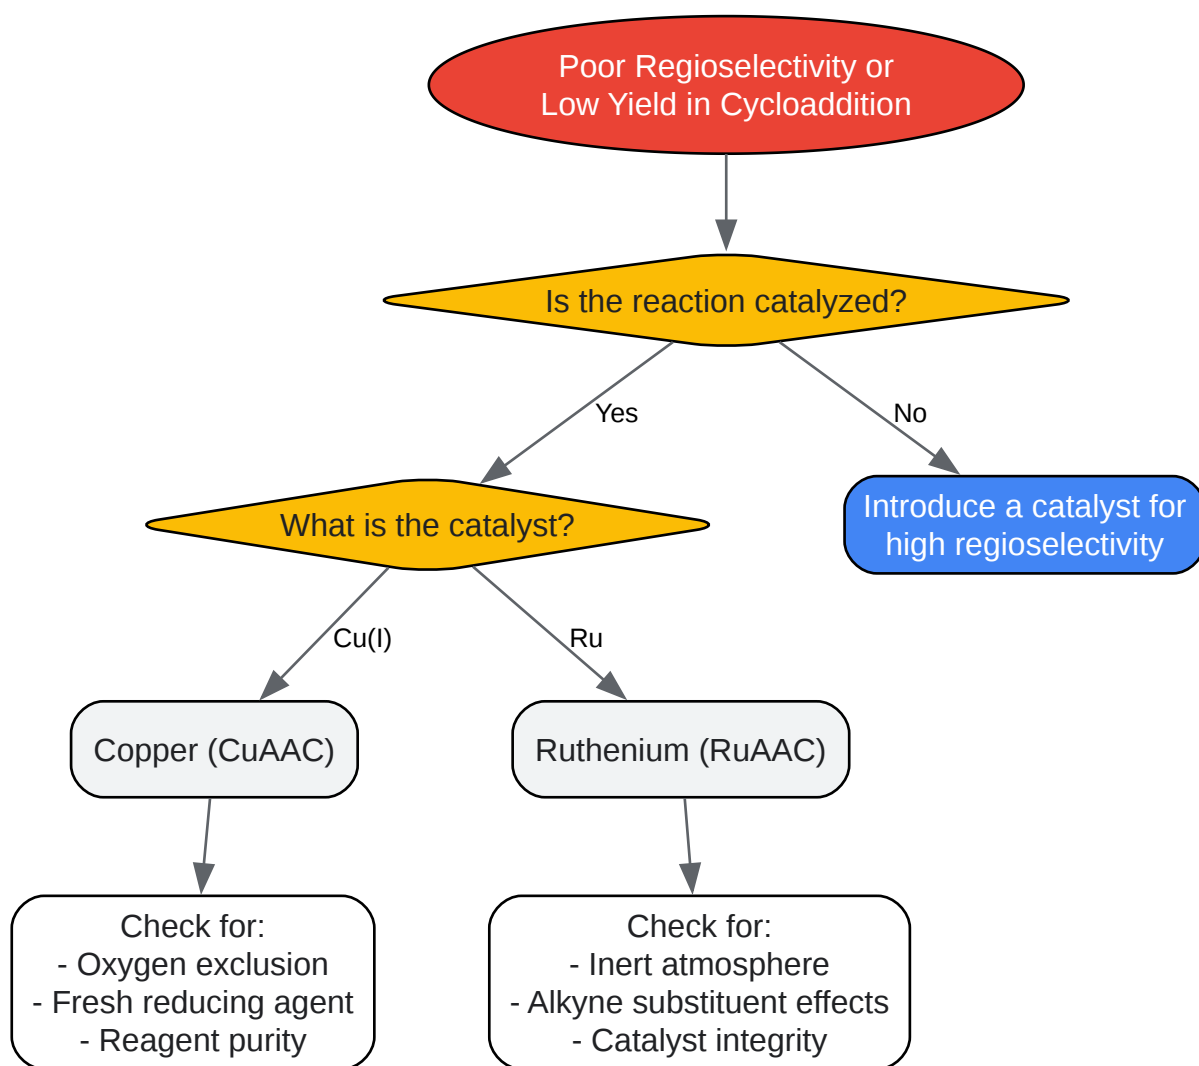 Poor Regioselectivity or
Low Yield in Cycloaddition
Is the reaction catalyzed?
Yes
No
What is the catalyst?
Introduce a catalyst for
high regioselectivity
Cu(I)
Ru
Copper (CuAAC)
Ruthenium (RuAAC)
Check for:
- Oxygen exclusion
- Fresh reducing agent
- Reagent purity
Check for:
- Inert atmosphere
- Alkyne substituent effects
- Catalyst integrity